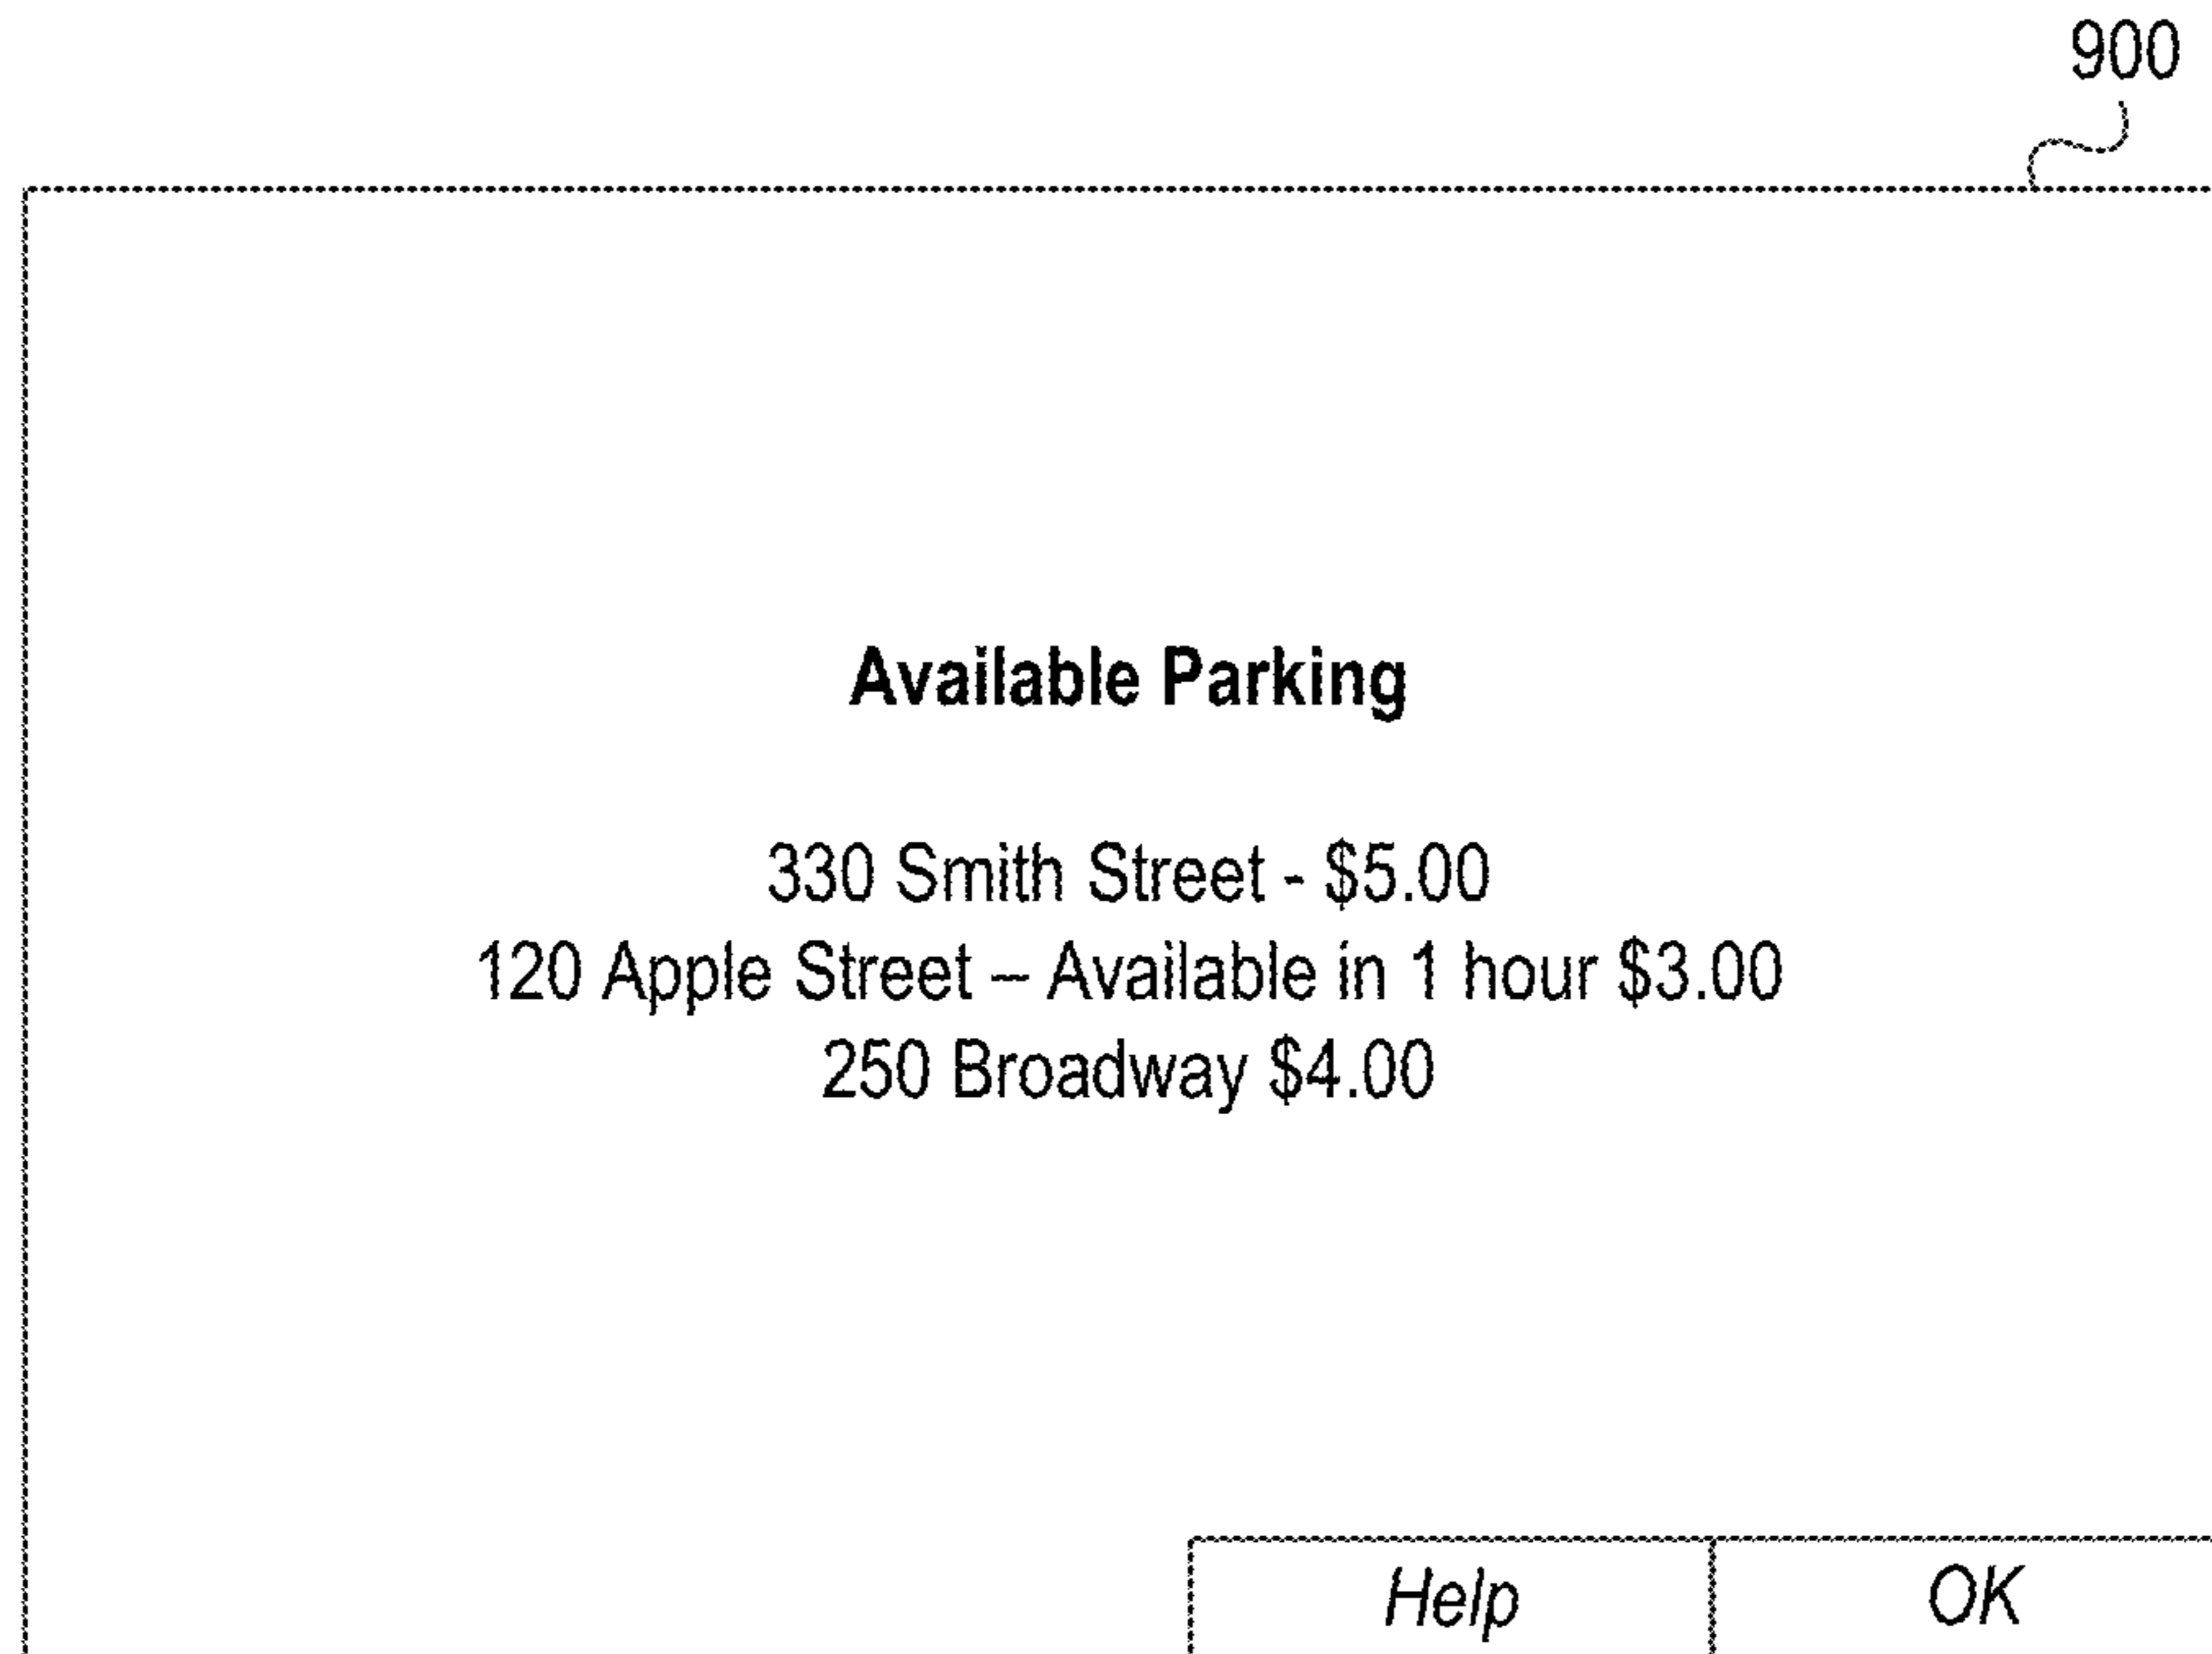 900
Available Parking
330 Smith Street - $5.00
120 Apple Street – Available in 1 hour $3.00
250 Broadway $4.00
Help OK